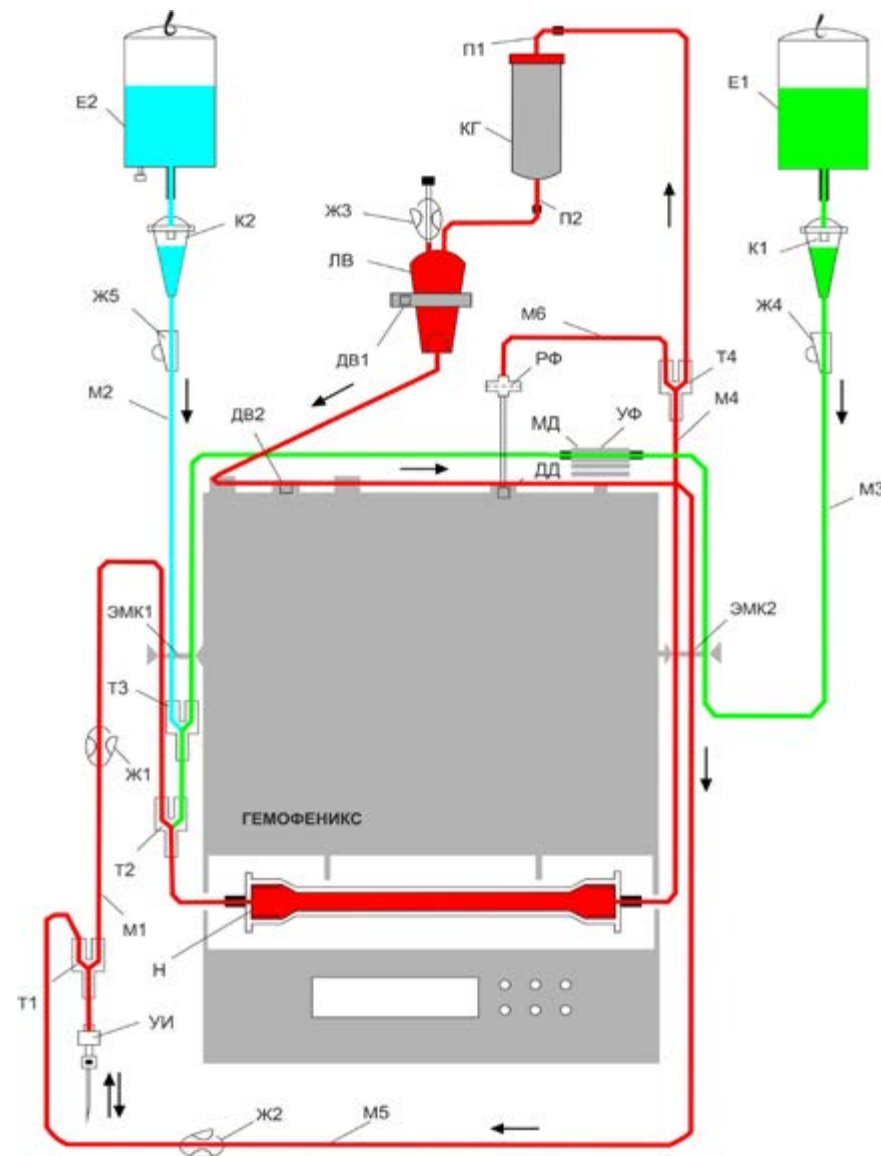 П1
Е2
Е1
КГ
Ж3
П2
К2
К1
ЛВ
Ж5
М6
Ж4
ДВ1
РФ
Т4
М2
ДВ2
МД
УФ
М4
ДД
М3
ЭМК1
ЭМК2
Т3
Ж1
ГЕМОФЕНИКС
Т2
М1
Н
Т1
УИ
Ж2
М5